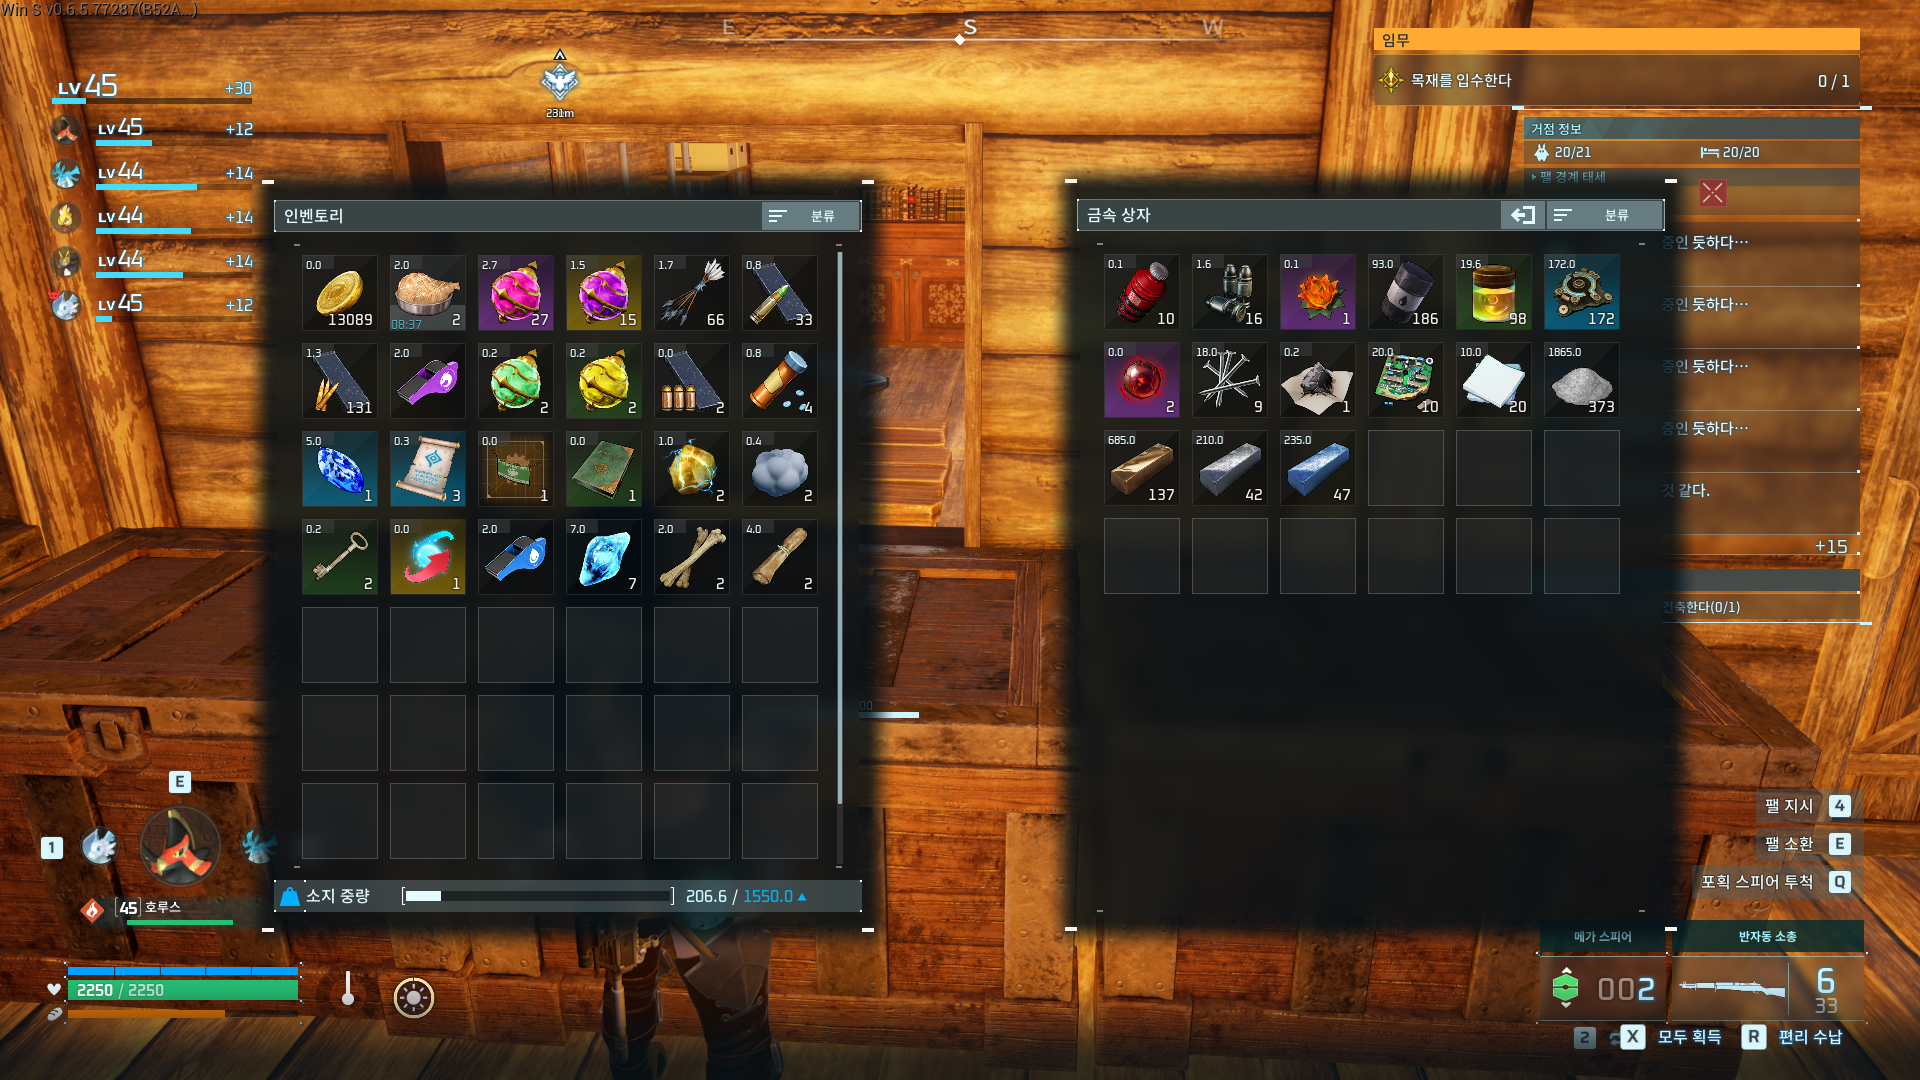 Win S v0.6.5.77287(B52A...)
E S W
231m
LV 45 +30
LV 45 +12
LV 44 +14
LV 44 +14
LV 44 +14
LV 45 +12
임무
목재를 입수한다 0 / 1
거점 정보
20/21 20/20
팰 경계 태세
중인 듯하다…
중인 듯하다…
중인 듯하다…
중인 듯하다…
것 같다.
+15
건축한다(0/1)
인벤토리 분류
0.0 2.0 2.7 1.5 1.7 0.8
13089 08:37 2 27 15 66 33
1.3 2.0 0.2 0.2 0.0 0.8
131 2 2 2 4
5.0 0.3 0.0 0.0 1.0 0.4
1 3 1 1 2 2
0.2 0.0 2.0 7.0 2.0 4.0
2 1 7 2 2
소지 중량 206.6 / 1550.0
금속 상자 분류
0.1 1.6 0.1 93.0 19.6 172.0
10 16 1 186 98 172
0.0 18.0 0.2 20.0 10.0 1865.0
2 9 1 10 20 373
685.0 210.0 235.0
137 42 47
E
1
[45] 호루스
2250 / 2250
팰 지시 4
팰 소환 E
포획 스피어 투척 Q
메가 스피어 반자동 소총
002 6
33
2 X 모두 획득 R 편리 수납